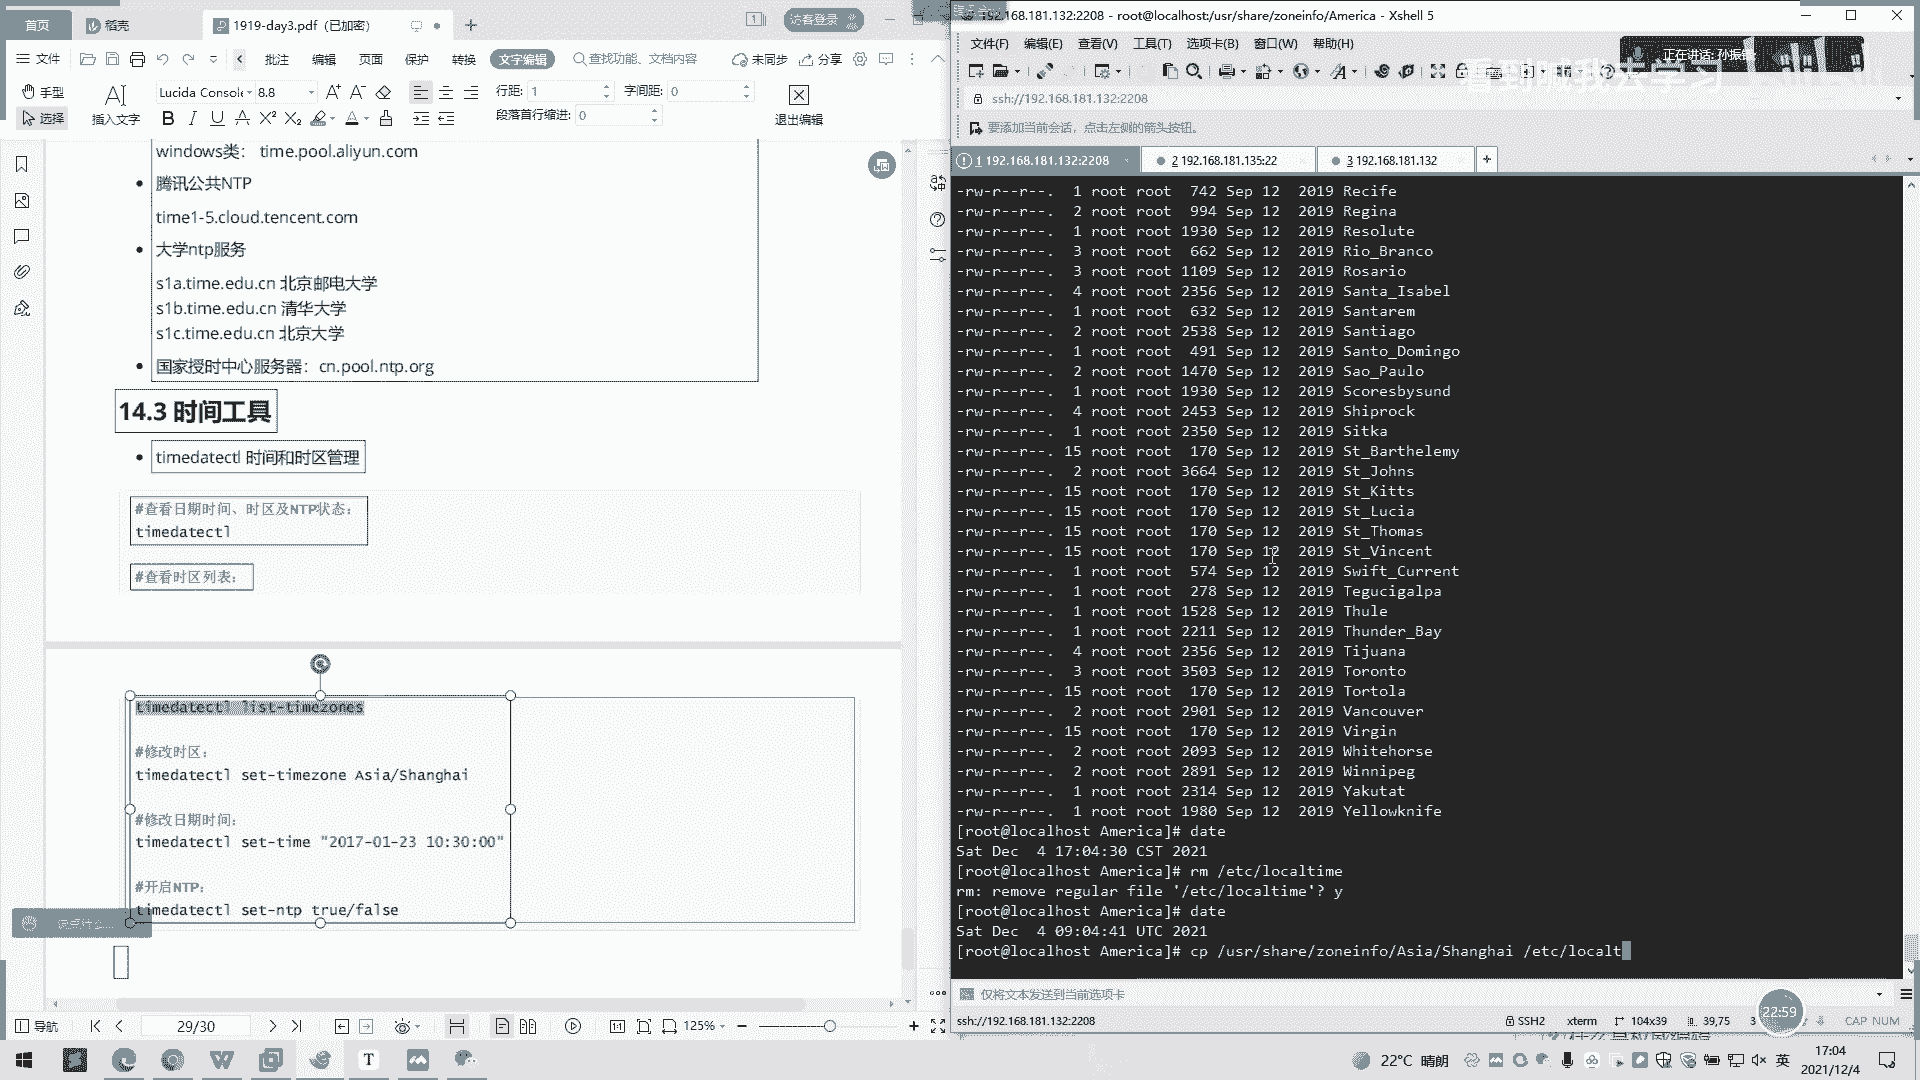 首页
稻壳
1919-day3.pdf (已加密)
访客登录
文件
批注
编辑
页面
保护
转换
文字编辑
查找功能、文档内容
未同步
分享
手型
选择
插入文字
Lucida Console
8.8
行距: 1
字间距: 0
段落首行缩进: 0
退出编辑
windows类: time.pool.aliyun.com
腾讯公共NTP
time1-5.cloud.tencent.com
大学ntp服务
s1a.time.edu.cn 北京邮电大学
s1b.time.edu.cn 清华大学
s1c.time.edu.cn 北京大学
国家授时中心服务器: cn.pool.ntp.org
14.3 时间工具
timedatectl 时间和时区管理
#查看日期时间、时区及NTP状态:
timedatectl
#查看时区列表:
timedatectl list-timezones
#修改时区:
timedatectl set-timezone Asia/Shanghai
#修改日期时间:
timedatectl set-time "2017-01-23 10:30:00"
#开启NTP:
timedatectl set-ntp true/false
导航
29/30
125%
192.168.181.132:2208 - root@localhost:/usr/share/zoneinfo/America - Xshell 5
文件(F) 编辑(E) 查看(V) 工具(T) 选项卡(B) 窗口(W) 帮助(H)
正在讲话: 孙振
看到喊我去学习
ssh://192.168.181.132:2208
要添加当前会话，点击左侧的箭头按钮。
1 192.168.181.132:2208
2 192.168.181.135:22
3 192.168.181.132
-rw-r--r--. 1 root root 742 Sep 12 2019 Recife
-rw-r--r--. 2 root root 994 Sep 12 2019 Regina
-rw-r--r--. 1 root root 1930 Sep 12 2019 Resolute
-rw-r--r--. 3 root root 662 Sep 12 2019 Rio_Branco
-rw-r--r--. 3 root root 1109 Sep 12 2019 Rosario
-rw-r--r--. 4 root root 2356 Sep 12 2019 Santa_Isabel
-rw-r--r--. 1 root root 632 Sep 12 2019 Santarem
-rw-r--r--. 2 root root 2538 Sep 12 2019 Santiago
-rw-r--r--. 1 root root 491 Sep 12 2019 Santo_Domingo
-rw-r--r--. 2 root root 1470 Sep 12 2019 Sao_Paulo
-rw-r--r--. 1 root root 1930 Sep 12 2019 Scoresbysund
-rw-r--r--. 4 root root 2453 Sep 12 2019 Shiprock
-rw-r--r--. 1 root root 2350 Sep 12 2019 Sitka
-rw-r--r--. 15 root root 170 Sep 12 2019 St_Barthelemy
-rw-r--r--. 2 root root 3664 Sep 12 2019 St_Johns
-rw-r--r--. 15 root root 170 Sep 12 2019 St_Kitts
-rw-r--r--. 15 root root 170 Sep 12 2019 St_Lucia
-rw-r--r--. 15 root root 170 Sep 12 2019 St_Thomas
-rw-r--r--. 15 root root 170 Sep 12 2019 St_Vincent
-rw-r--r--. 1 root root 574 Sep 12 2019 Swift_Current
-rw-r--r--. 1 root root 278 Sep 12 2019 Tegucigalpa
-rw-r--r--. 1 root root 1528 Sep 12 2019 Thule
-rw-r--r--. 1 root root 2211 Sep 12 2019 Thunder_Bay
-rw-r--r--. 4 root root 2356 Sep 12 2019 Tijuana
-rw-r--r--. 3 root root 3503 Sep 12 2019 Toronto
-rw-r--r--. 15 root root 170 Sep 12 2019 Tortola
-rw-r--r--. 2 root root 2901 Sep 12 2019 Vancouver
-rw-r--r--. 15 root root 170 Sep 12 2019 Virgin
-rw-r--r--. 2 root root 2093 Sep 12 2019 Whitehorse
-rw-r--r--. 2 root root 2891 Sep 12 2019 Winnipeg
-rw-r--r--. 1 root root 2314 Sep 12 2019 Yakutat
-rw-r--r--. 1 root root 1980 Sep 12 2019 Yellowknife
[root@localhost America]# date
Sat Dec 4 17:04:30 CST 2021
[root@localhost America]# rm /etc/localtime
rm: remove regular file '/etc/localtime'? y
[root@localhost America]# date
Sat Dec 4 09:04:41 UTC 2021
[root@localhost America]# cp /usr/share/zoneinfo/Asia/Shanghai /etc/localt
仅将文本发送到当前选项卡
ssh://192.168.181.132:2208
SSH2
xterm
104x39
39,75
22:59
CAP NUM
22°C 晴朗
英
17:04
2021/12/4